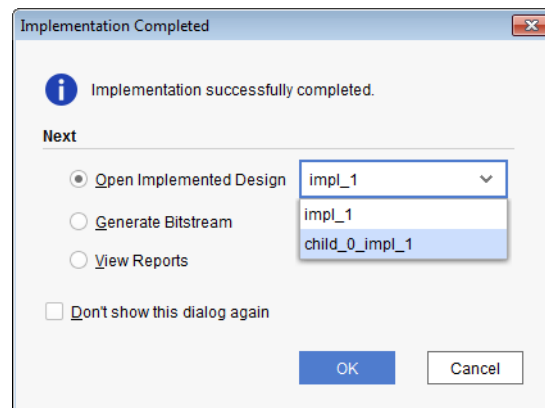 Implementation Completed
Implementation successfully completed.
Next
Open Implemented Design
impl_1
impl_1
Generate Bitstream
child_0_impl_1
View Reports
Don't show this dialog again
OK
Cancel